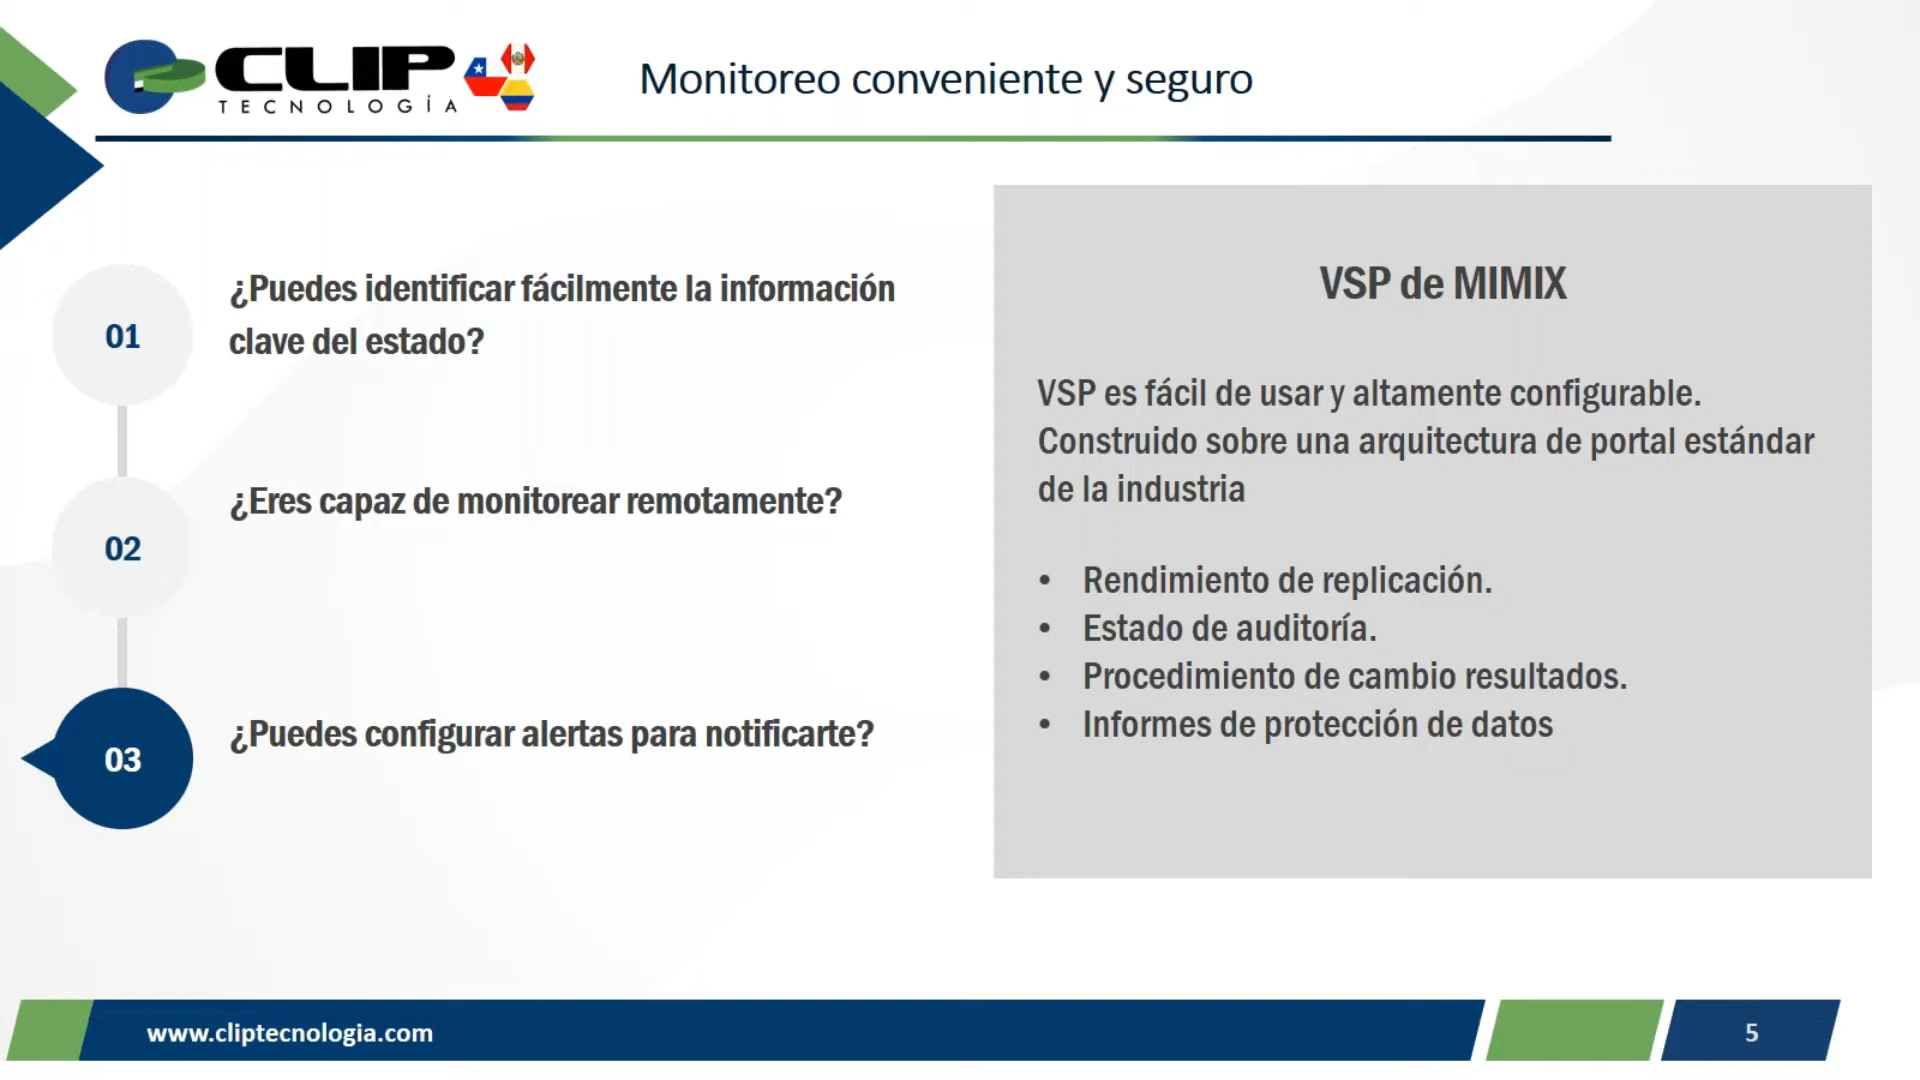 CLIP
TECNOLOGÍA
Monitoreo conveniente y seguro
01
¿Puedes identificar fácilmente la información
clave del estado?
02
¿Eres capaz de monitorear remotamente?
03
¿Puedes configurar alertas para notificarte?
VSP de MIMIX
VSP es fácil de usar y altamente configurable.
Construido sobre una arquitectura de portal estándar
de la industria
• Rendimiento de replicación.
• Estado de auditoría.
• Procedimiento de cambio resultados.
• Informes de protección de datos
www.cliptecnologia.com
5